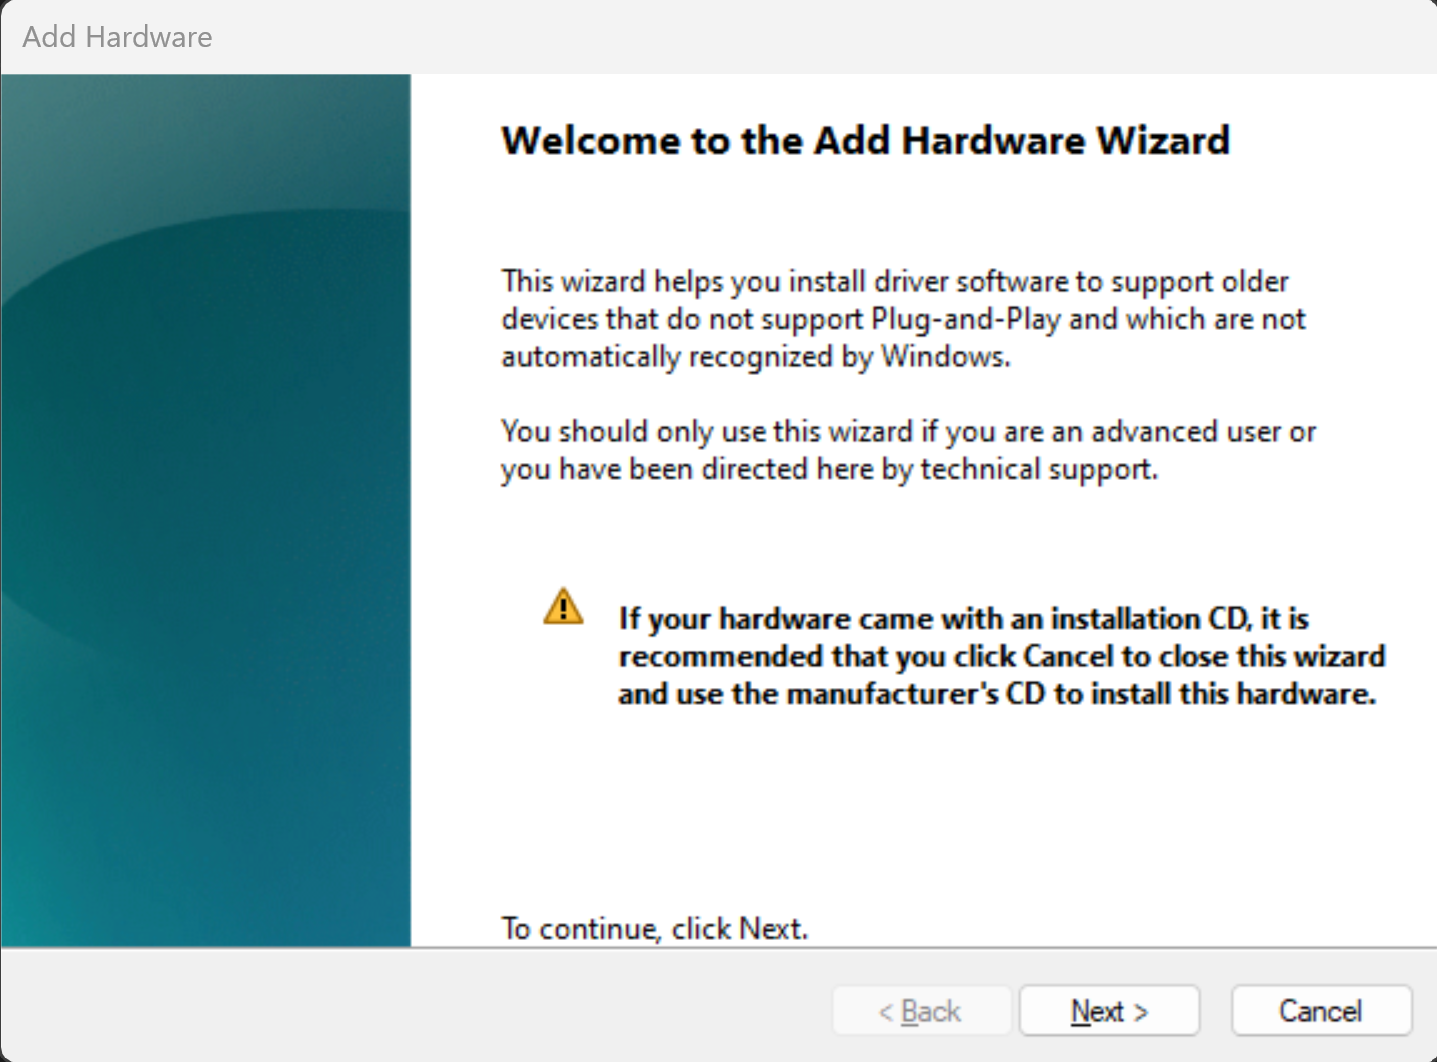 Add Hardware
Welcome to the Add Hardware Wizard
This wizard helps you install driver software to support older
devices that do not support Plug-and-Play and which are not
automatically recognized by Windows.
You should only use this wizard if you are an advanced user or
you have been directed here by technical support.
If your hardware came with an installation CD, it is
recommended that you click Cancel to close this wizard
and use the manufacturer's CD to install this hardware.
To continue, click Next.
< Back
Next >
Cancel